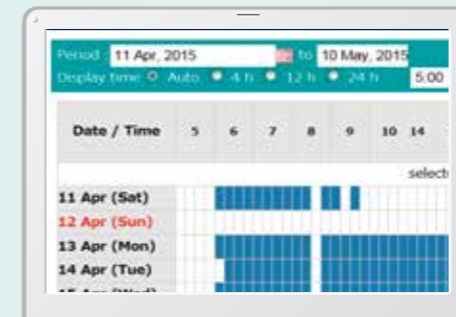 Period 11 Apr, 2015 to 10 May, 2015
Display time Auto 4 h 12 h 24 h 5:00
Date / Time 5 6 7 8 9 10 14
select
11 Apr (Sat)
12 Apr (Sun)
13 Apr (Mon)
14 Apr (Tue)